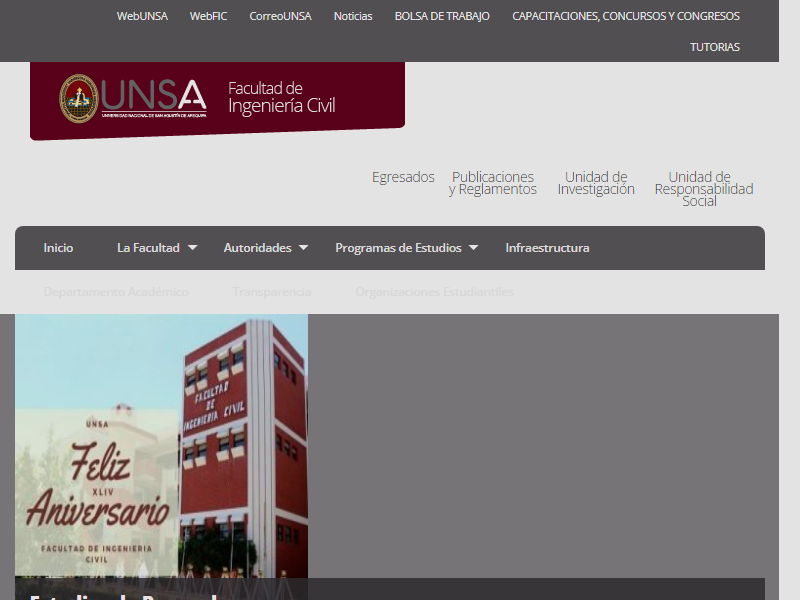 WebUNSA WebFIC CorreoUNSA Noticias BOLSA DE TRABAJO CAPACITACIONES, CONCURSOS Y CONGRESOS
TUTORIAS
UNSA
UNIVERSIDAD NACIONAL DE SAN AGUSTÍN DE AREQUIPA
Facultad de
Ingeniería Civil
Egresados Publicaciones Unidad de Unidad de
y Reglamentos Investigación Responsabilidad
Social
Inicio La Facultad Autoridades Programas de Estudios Infraestructura
Departamento Académico Transparencia Organizaciones Estudiantiles
FACULTAD
DE
INGENIERIA CIVIL
UNSA
Feliz
XLIV
Aniversario
FACULTAD DE INGENIERIA
CIVIL